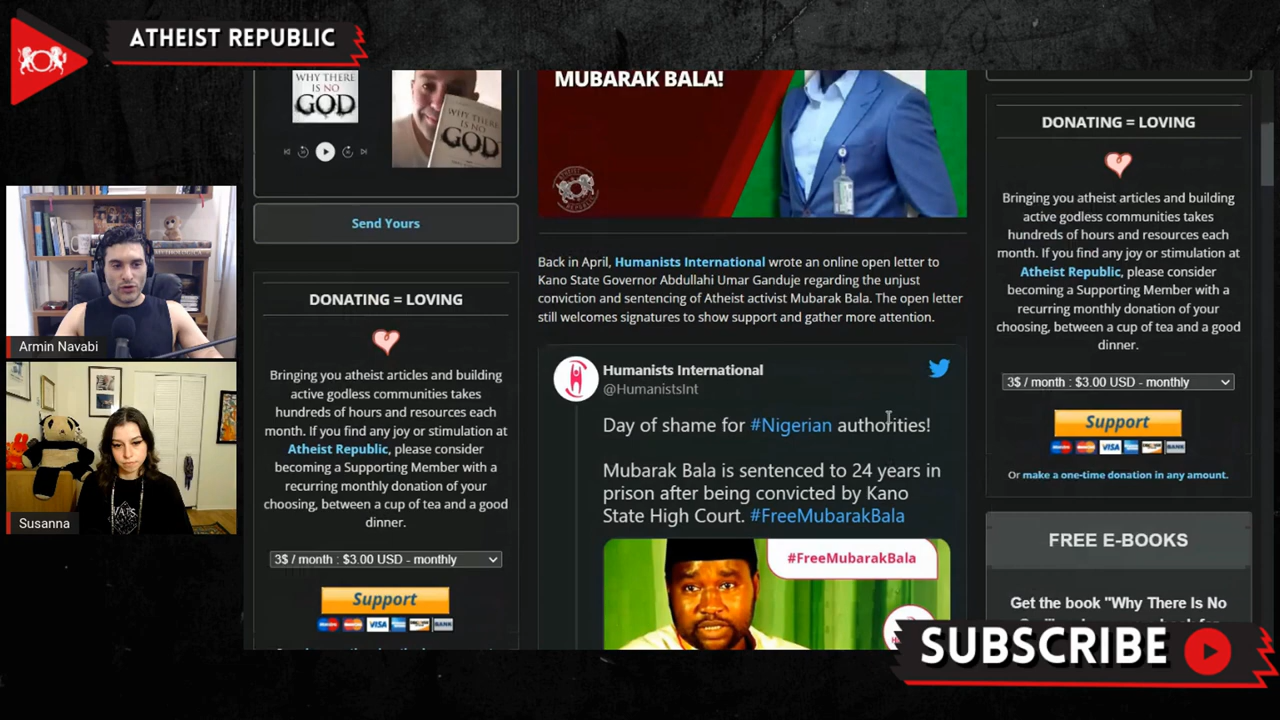 ATHEIST REPUBLIC
WHY THERE
IS NO
GOD
WHY THERE
IS NO
GOD
Send Yours
DONATING = LOVING
Bringing you atheist articles and building
active godless communities takes
hundreds of hours and resources each
month. If you find any joy or stimulation at
Atheist Republic, please consider
becoming a Supporting Member with a
recurring monthly donation of your
choosing, between a cup of tea and a good
dinner.
3$ / month : $3.00 USD - monthly
Support
VISA
BANK
MUBARAK BALA!
Back in April, Humanists International wrote an online open letter to
Kano State Governor Abdullahi Umar Ganduje regarding the unjust
conviction and sentencing of Atheist activist Mubarak Bala. The open letter
still welcomes signatures to show support and gather more attention.
Humanists International
@HumanistsInt
Day of shame for #Nigerian authorities!
Mubarak Bala is sentenced to 24 years in
prison after being convicted by Kano
State High Court. #FreeMubarakBala
#FreeMubarakBala
DONATING = LOVING
Bringing you atheist articles and building
active godless communities takes
hundreds of hours and resources each
month. If you find any joy or stimulation at
Atheist Republic, please consider
becoming a Supporting Member with a
recurring monthly donation of your
choosing, between a cup of tea and a good
dinner.
3$ / month : $3.00 USD - monthly
Support
VISA
BANK
Or make a one-time donation in any amount.
FREE E-BOOKS
Get the book "Why There Is No
Armin Navabi
Susanna
SUBSCRIBE